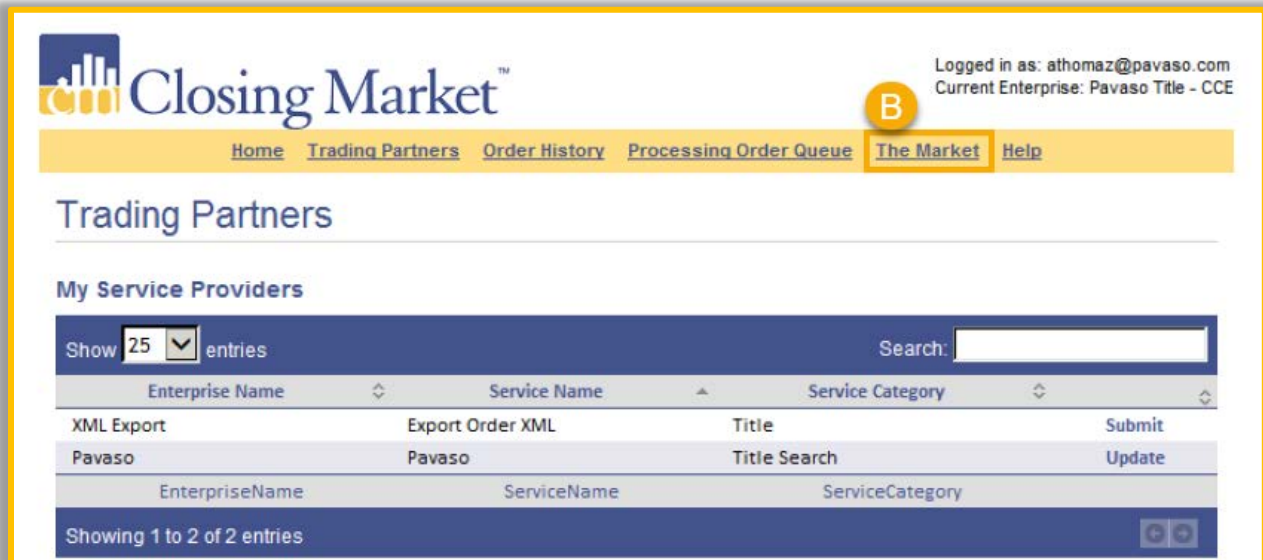 cm Closing Market™
Logged in as: athomaz@pavaso.com
Current Enterprise: Pavaso Title - CCE
B
Home Trading Partners Order History Processing Order Queue The Market Help
Trading Partners
My Service Providers
Show 25 entries Search:
Enterprise Name Service Name Service Category
XML Export Export Order XML Title Submit
Pavaso Pavaso Title Search Update
EnterpriseName ServiceName ServiceCategory
Showing 1 to 2 of 2 entries